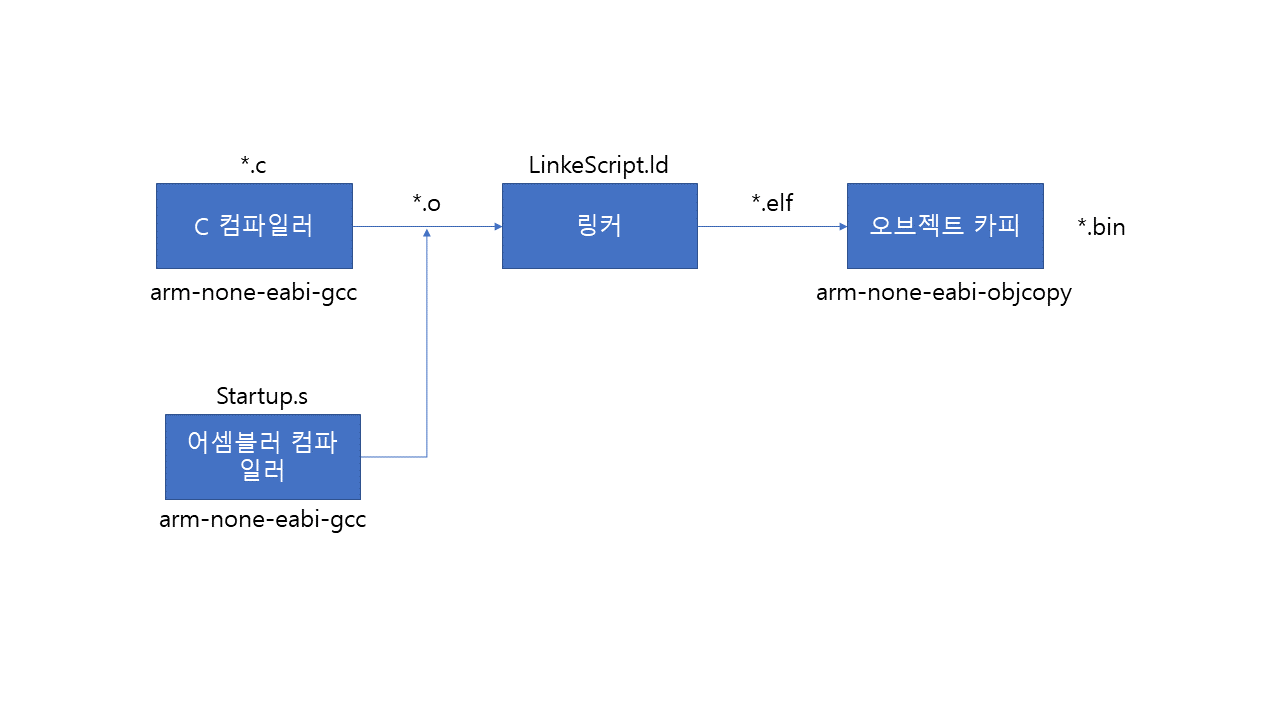 *.c
C 컴파일러
arm-none-eabi-gcc
*.o
LinkeScript.ld
링커
*.elf
오브젝트 카피
arm-none-eabi-objcopy
*.bin
Startup.s
어셈블러 컴파
일러
arm-none-eabi-gcc